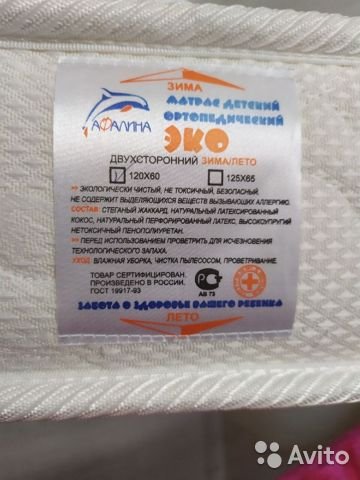 ЗИМА
АФАЛИНА
МАТРАС ДЕТСКИЙ
ОРТОПЕДИЧЕСКИЙ
ЭКО
ДВУХСТОРОННИЙ ЗИМА/ЛЕТО
120X60 125X65
>> ЭКОЛОГИЧЕСКИ ЧИСТЫЙ, НЕ ТОКСИЧНЫЙ, БЕЗОПАСНЫЙ,
НЕ СОДЕРЖИТ ВЫДЕЛЯЮЩИХСЯ ВЕЩЕСТВ ВЫЗЫВАЮЩИХ АЛЛЕРГИЮ.
СОСТАВ: СТЕГАНЫЙ ЖАККАРД, НАТУРАЛЬНЫЙ ЛАТЕКСИРОВАННЫЙ
КОКОС, НАТУРАЛЬНЫЙ ПЕРФОРИРОВАННЫЙ ЛАТЕКС, ВЫСОКОУПРУГИЙ
НЕТОКСИЧНЫЙ ПЕНОПОЛИУРЕТАН.
>> ПЕРЕД ИСПОЛЬЗОВАНИЕМ ПРОВЕТРИТЬ ДЛЯ ИСЧЕЗНОВЕНИЯ
ТЕХНОЛОГИЧЕСКОГО ЗАПАХА.
УХОД: ВЛАЖНАЯ УБОРКА, ЧИСТКА ПЫЛЕСОСОМ, ПРОВЕТРИВАНИЕ.
ТОВАР СЕРТИФИЦИРОВАН.
ПРОИЗВЕДЕНО В РОССИИ.
ГОСТ 19917-93
АВ 73
ЗАБОТА О ЗДОРОВЬЕ ВАШЕГО РЕБЕНКА
ЛЕТО
Avito